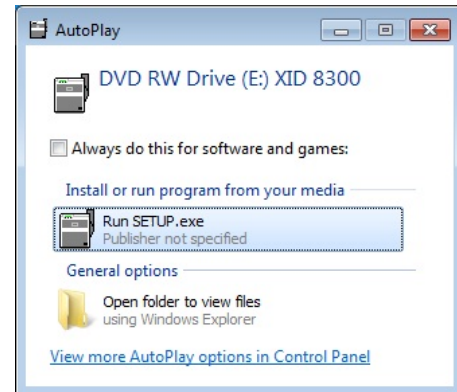 AutoPlay
DVD RW Drive (E:) XID 8300
Always do this for software and games:
Install or run program from your media
Run SETUP.exe
Publisher not specified
General options
Open folder to view files
using Windows Explorer
View more AutoPlay options in Control Panel